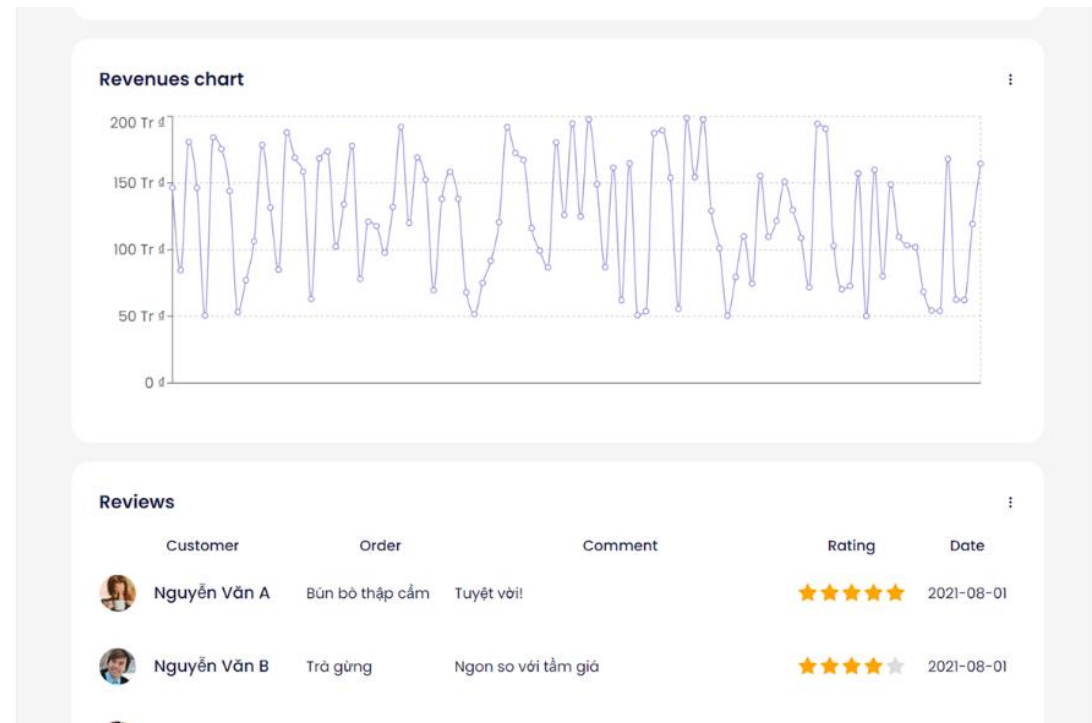 Revenues chart
200 Tr đ
150 Tr đ
100 Tr đ
50 Tr đ
0 đ
Reviews
Customer Order Comment Rating Date
Nguyễn Văn A Bún bò thập cẩm Tuyệt vời! 2021-08-01
Nguyễn Văn B Trà gừng Ngon so với tầm giá 2021-08-01